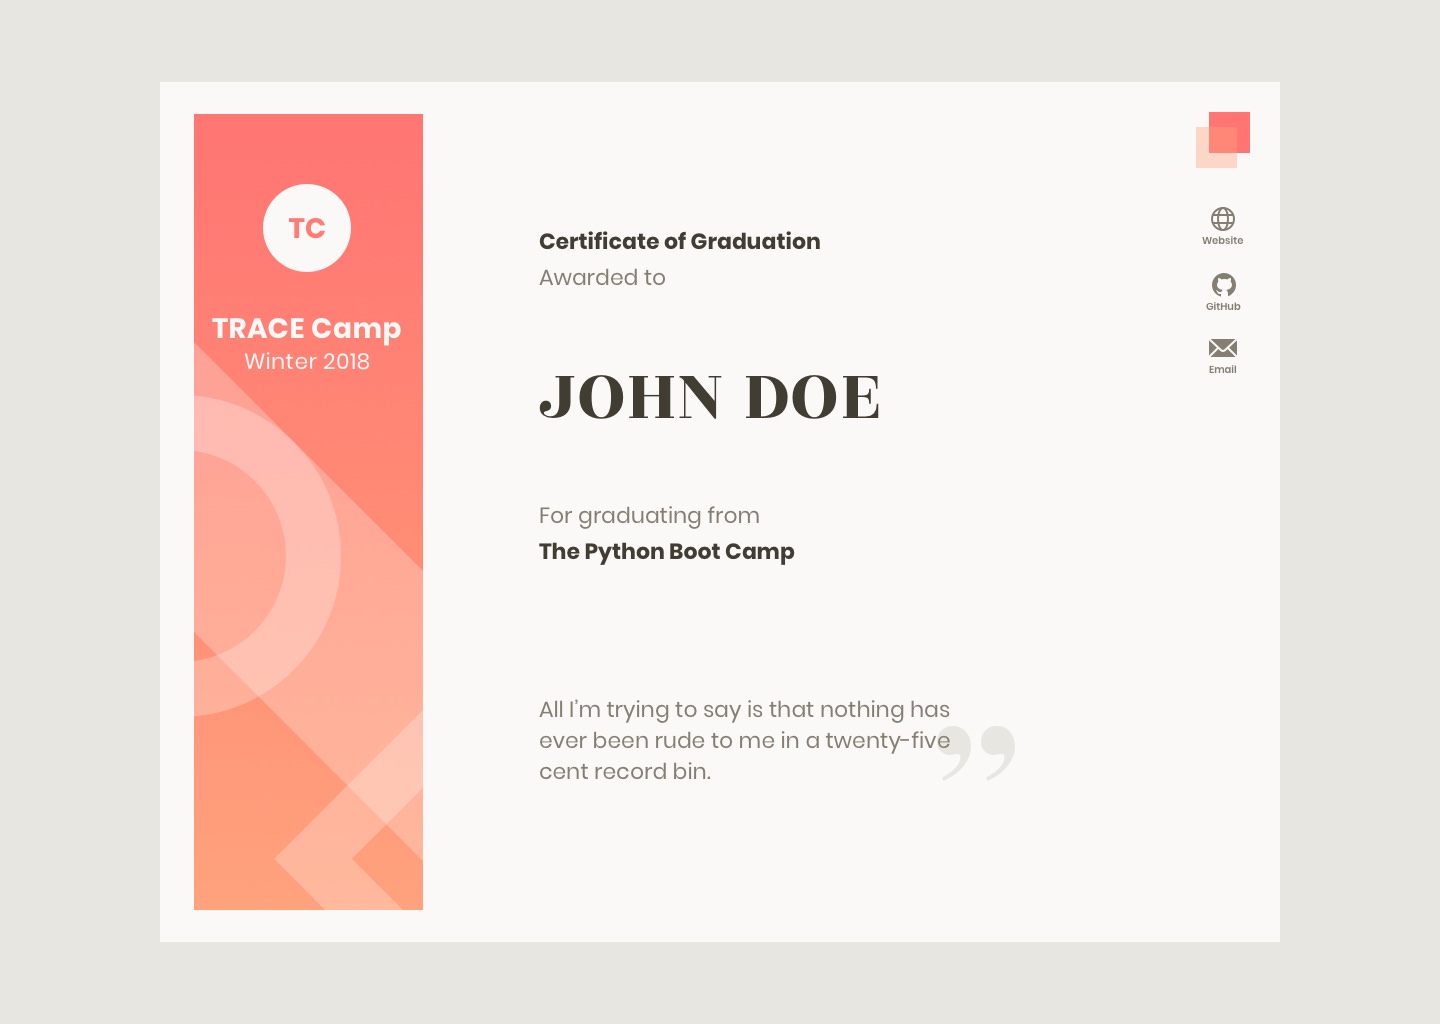 TC
TRACE Camp
Winter 2018
Certificate of Graduation
Awarded to
JOHN DOE
For graduating from
The Python Boot Camp
All I'm trying to say is that nothing has
ever been rude to me in a twenty-five
cent record bin.
”
Website
GitHub
Email